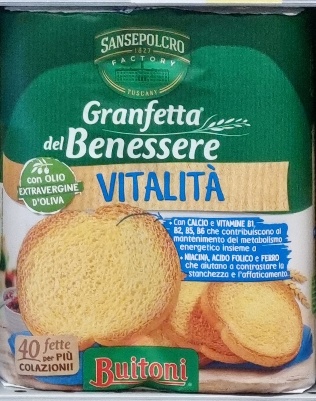 SANSEPOLCRO
1827
FACTORY
TUSCANY
Granfetta
del Benessere
con OLIO
EXTRAVERGINE
D'OLIVA
VITALITÀ
• Con CALCIO e VITAMINE B1,
B2, B5, B6 che contribuiscono al
mantenimento del metabolismo
energetico insieme a
• NIACINA, ACIDO FOLICO e FERRO
che aiutano a contrastare la
stanchezza e l'affaticamento.
40 fette
per PIÙ
COLAZIONI!
Buitoni